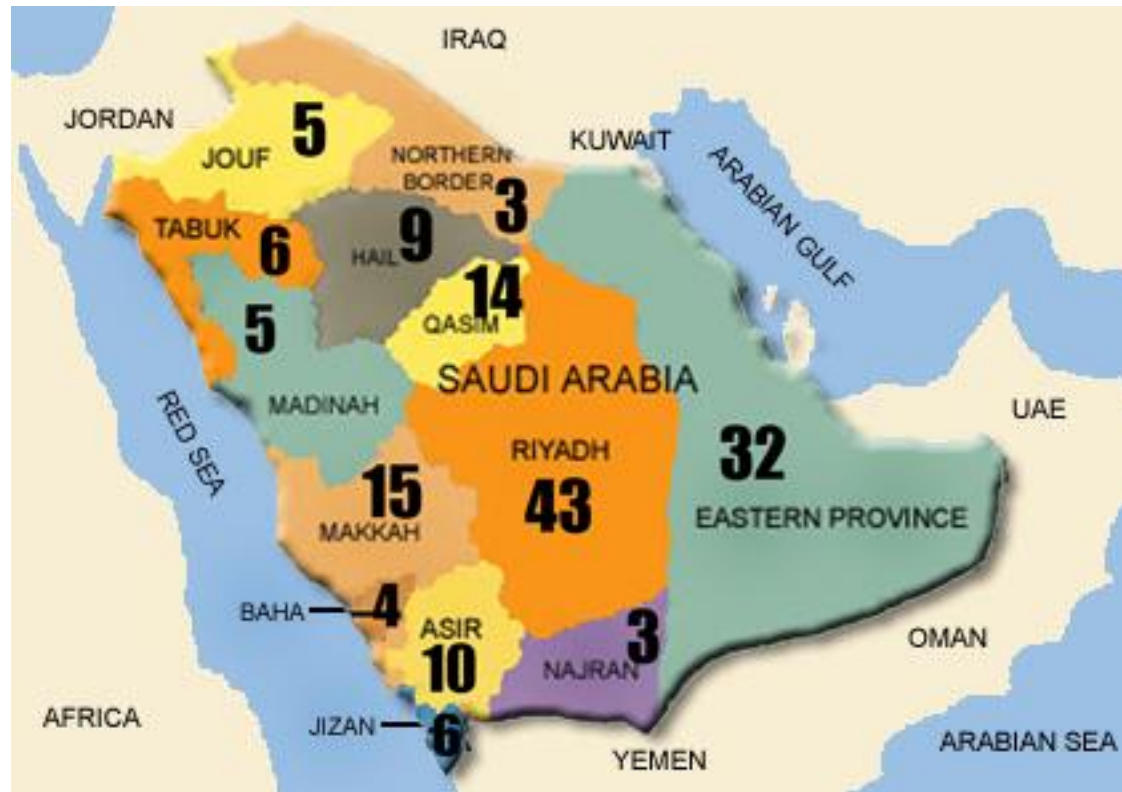 IRAQ
JORDAN
5
JOUF
KUWAIT
NORTHERN
BORDER
3
ARABIAN GULF
TABUK
6
9
HAIL
14
QASIM
5
SAUDI ARABIA
MADINAH
RED SEA
UAE
RIYADH
43
32
EASTERN PROVINCE
15
MAKKAH
BAHA
4
ASIR
10
3
NAJRAN
OMAN
AFRICA
JIZAN
6
YEMEN
ARABIAN SEA